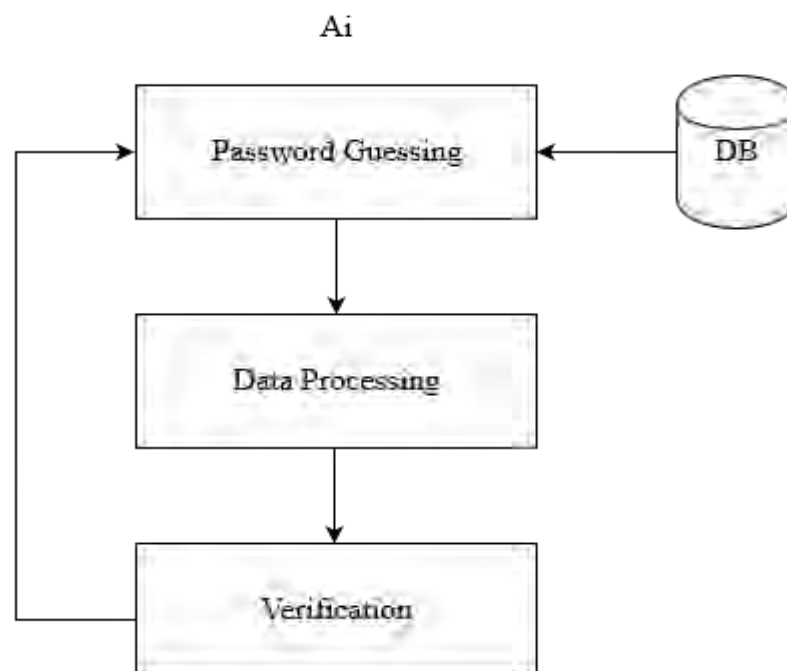 Ai
Password Guessing
DB
Data Processing
Verification